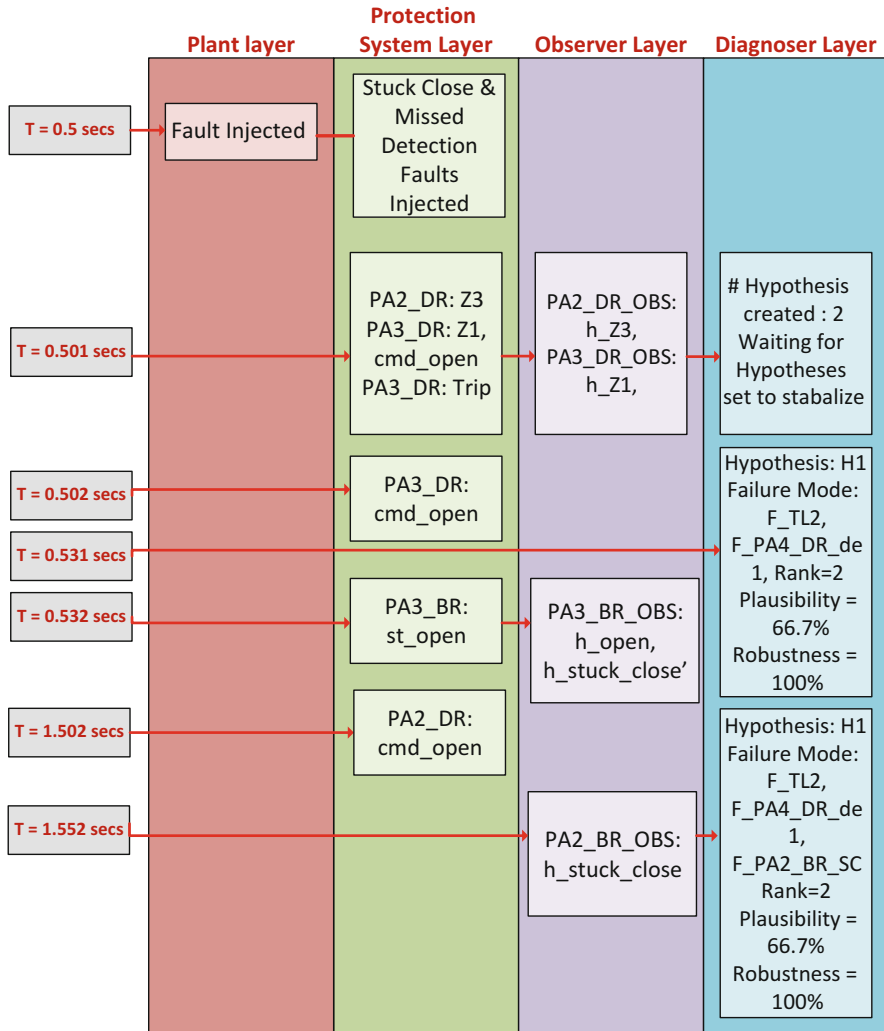 Protection
Plant layer
System Layer
Observer Layer
Diagnoser Layer
T = 0.5 secs
Fault Injected
Stuck Close &
Missed
Detection
Faults
Injected
T = 0.501 secs
PA2_DR: Z3
PA3_DR: Z1,
cmd_open
PA3_DR: Trip
PA2_DR_OBS:
h_Z3,
PA3_DR_OBS:
h_Z1,
# Hypothesis
created : 2
Waiting for
Hypotheses
set to stabalize
T = 0.502 secs
PA3_DR:
cmd_open
T = 0.531 secs
Hypothesis: H1
Failure Mode:
F_TL2,
F_PA4_DR_de
1, Rank=2
Plausibility =
66.7%
Robustness =
100%
T = 0.532 secs
PA3_BR:
st_open
PA3_BR_OBS:
h_open,
h_stuck_close’
T = 1.502 secs
PA2_DR:
cmd_open
T = 1.552 secs
PA2_BR_OBS:
h_stuck_close
Hypothesis: H1
Failure Mode:
F_TL2,
F_PA4_DR_de
1,
F_PA2_BR_SC
Rank=2
Plausibility =
66.7%
Robustness =
100%